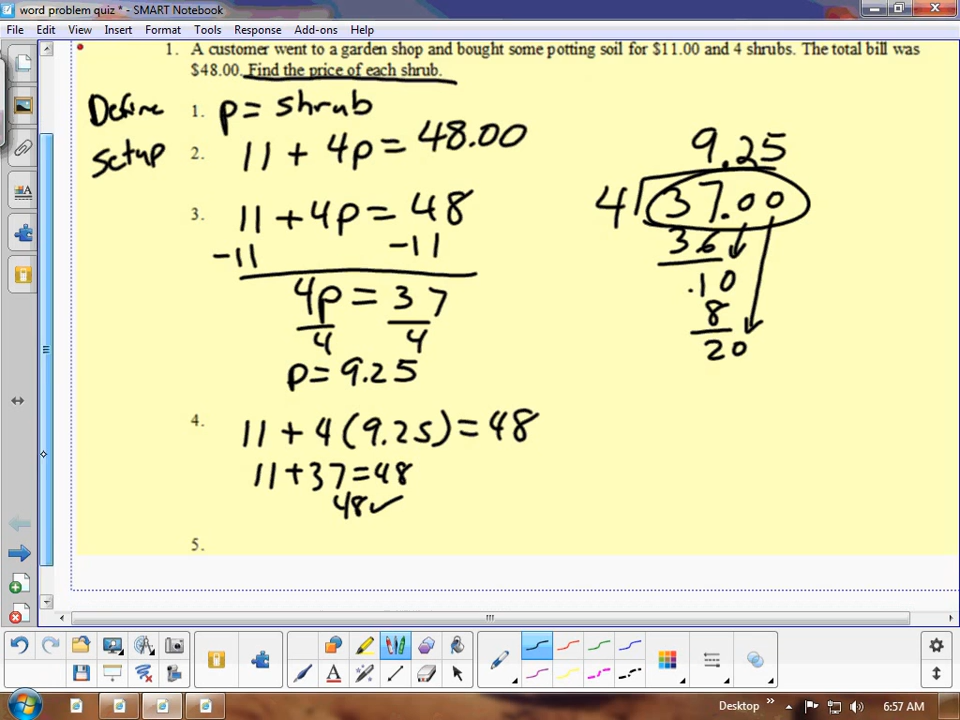 word problem quiz * - SMART Notebook
File Edit View Insert Format Tools Add-ons Response Help
1. A customer went to a garden shop and bought some potting soil for $11.00 and 4 shrubs. The total bill was
$48.00. Find the price of each shrub.
Define 1. p = shrub
Setup 2. 11 + 4p = 48.00
3. 11 + 4p = 48
-11 -11
4p = 37
4 4
p = 9.25
4. 11 + 4(9.25) = 48
11 + 37 = 48
48✓
5.
9.25
4 37.00
36
.10
8
20
Desktop » 6:57 AM